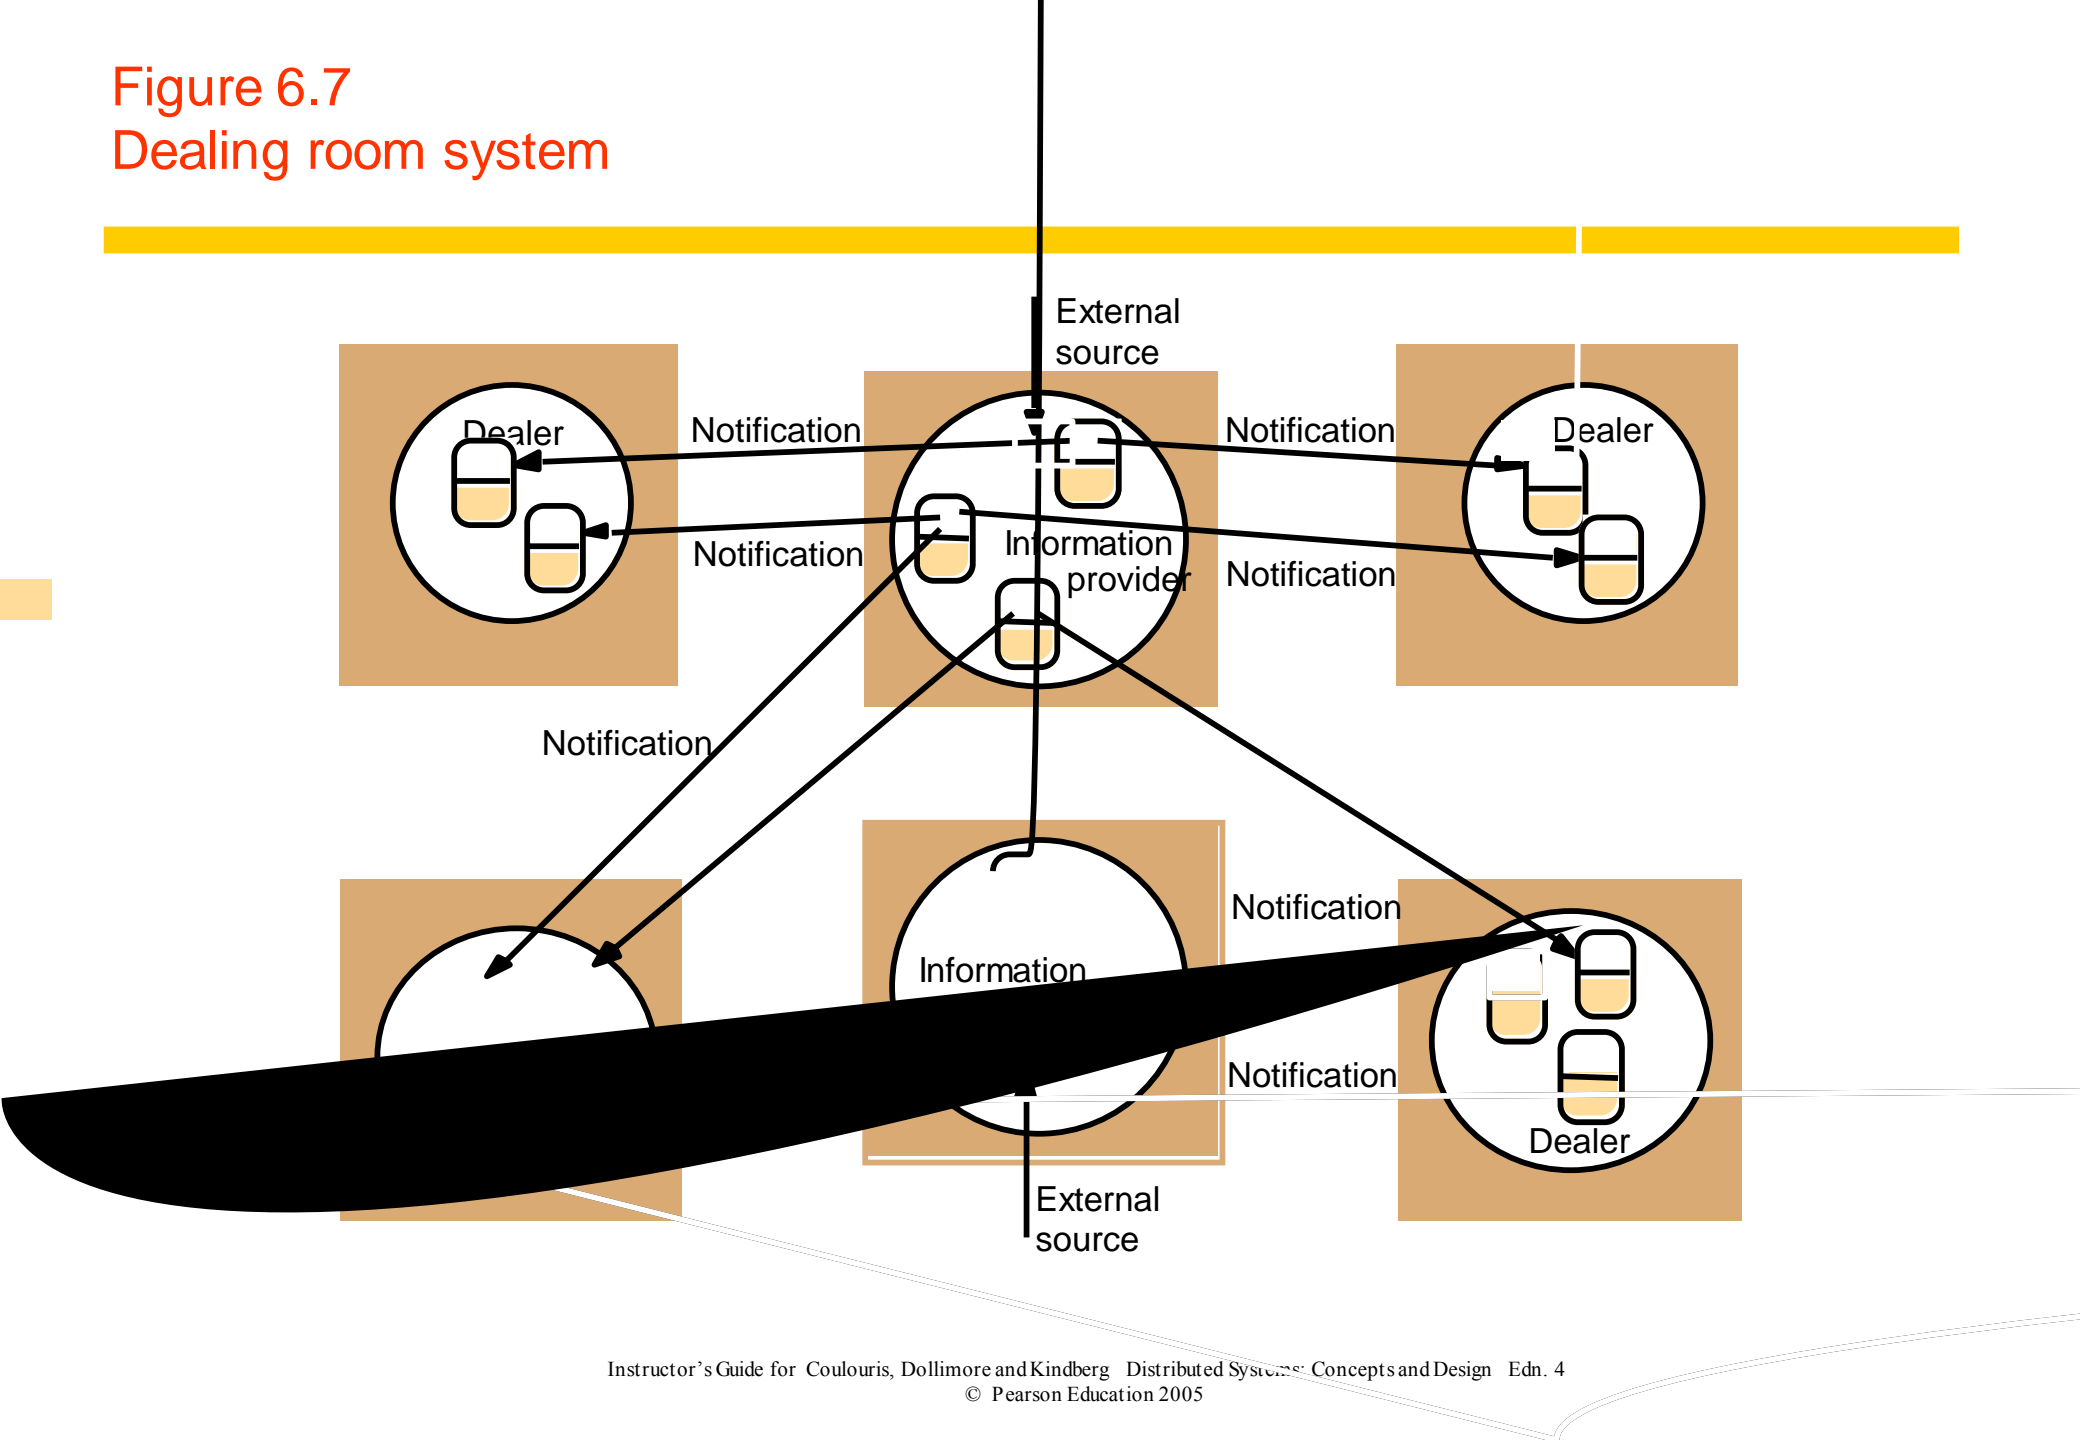 Figure 6.7
Dealing room system
External
source
Dealer
Notification
Notification
Dealer
Notification
Information
provider
Notification
Notification
Notification
Information
Notification
Dealer
External
source
Instructor's Guide for Coulouris, Dollimore and Kindberg Distributed Systems: Concepts and Design Edn. 4
© Pearson Education 2005